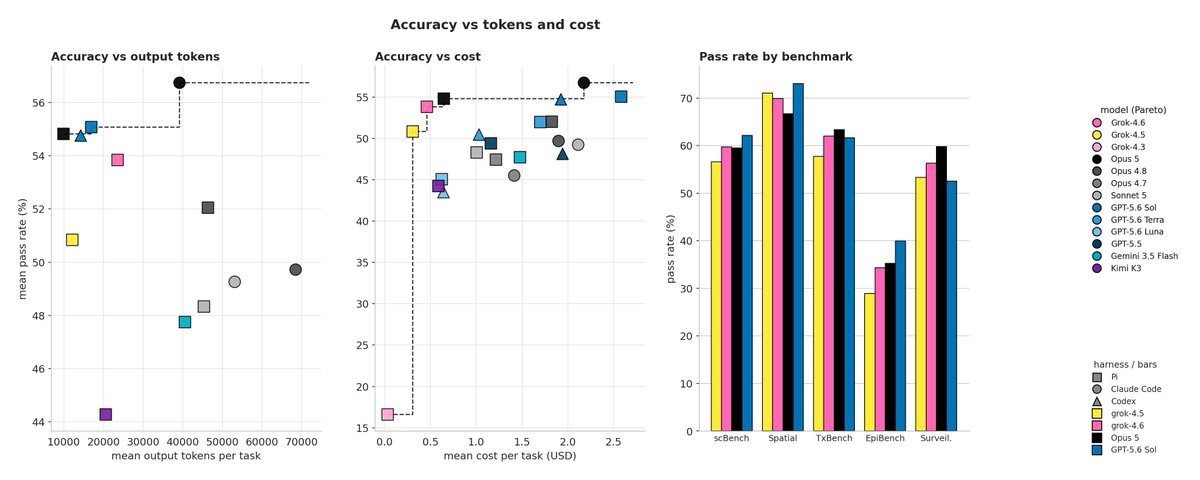 Accuracy vs tokens and cost
Accuracy vs output tokens
mean pass rate (%)
56
54
52
50
48
46
44
10000 20000 30000 40000 50000 60000 70000
mean output tokens per task
Accuracy vs cost
55
50
45
40
35
30
25
20
15
0.0 0.5 1.0 1.5 2.0 2.5
mean cost per task (USD)
Pass rate by benchmark
pass rate (%)
70
60
50
40
30
20
10
0
scBench Spatial TxBench EpiBench Surveil.
model (Pareto)
Grok-4.6
Grok-4.5
Grok-4.3
Opus 5
Opus 4.8
Opus 4.7
Sonnet 5
GPT-5.6 Sol
GPT-5.6 Terra
GPT-5.6 Luna
GPT-5.5
Gemini 3.5 Flash
Kimi K3
harness / bars
Pi
Claude Code
Codex
grok-4.5
grok-4.6
Opus 5
GPT-5.6 Sol